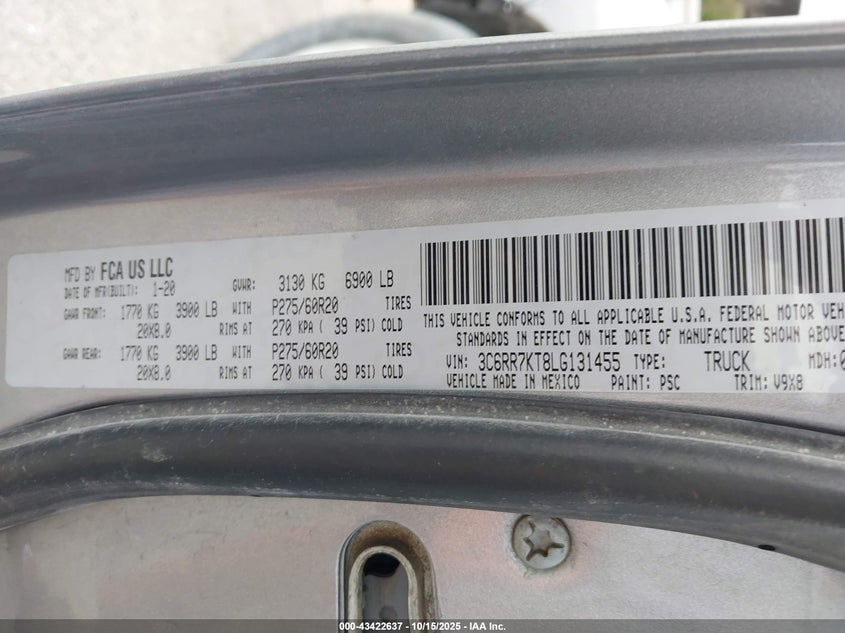 MFD BY FCA US LLC
DATE OF MFR(BUILT): 1-20
GVWR: 3130 KG 6900 LB
GAWR FRONT: 1770 KG 3900 LB WITH P275/60R20 TIRES
20X8.0 RIMS AT 270 KPA ( 39 PSI) COLD
GAWR REAR: 1770 KG 3900 LB WITH P275/60R20 TIRES
20X8.0 RIMS AT 270 KPA ( 39 PSI) COLD
THIS VEHICLE CONFORMS TO ALL APPLICABLE U.S.A. FEDERAL MOTOR VEH
STANDARDS IN EFFECT ON THE DATE OF MANUFACTURE SHOWN ABOVE
VIN: 3C6RR7KT8LG131455 TYPE: TRUCK MDH:0
VEHICLE MADE IN MEXICO PAINT: PSC TRIM: V9X8
000-43422637 - 10/15/2025 - IAA Inc.